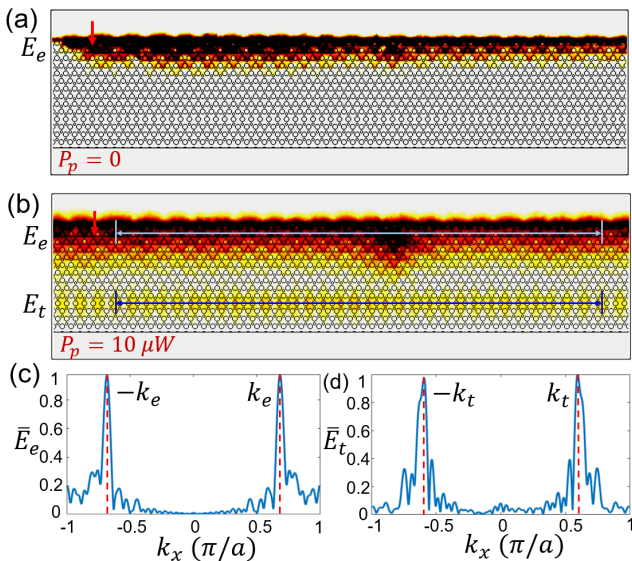 (a)
E_e
P_p = 0
(b)
E_e
E_t
P_p = 10 μW
(c) (d)
1 −k_e k_e 1 −k_t k_t
0.8 0.8
0.6 0.6
Ē_e Ē_t
0.4 0.4
0.2 0.2
0 0
-1 -0.5 0 0.5 1 -1 -0.5 0 0.5 1
k_x (π/a) k_x (π/a)